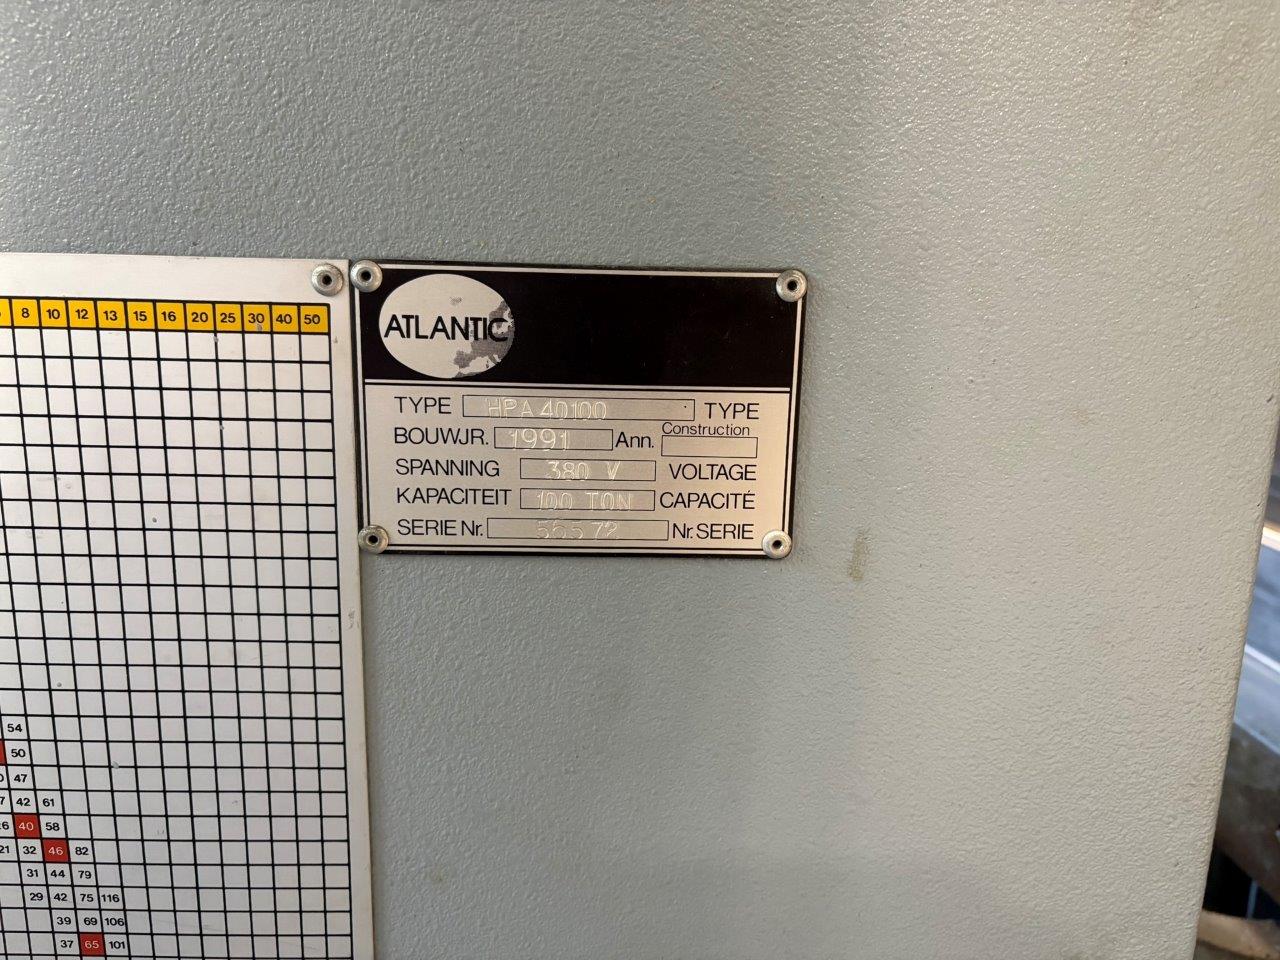 8 10 12 13 15 16 20 25 30 40 50
54
50
47
42 61
40 58
21 32 46 82
31 44 79
29 42 75 116
39 69 106
37 65 101
ATLANTIC
TYPE HPA 40100 TYPE
BOUWJR. 1991 Ann. Construction
SPANNING 380 V VOLTAGE
KAPACITEIT 100 TON CAPACITÉ
SERIE Nr. 56572 Nr. SERIE